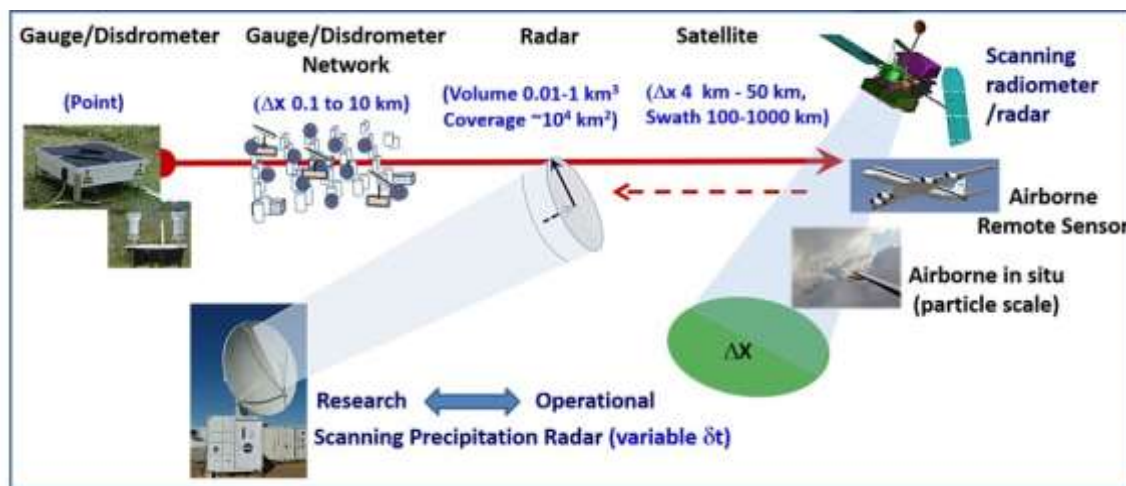 Gauge/Disdrometer
(Point)
Gauge/Disdrometer
Network
(Δx 0.1 to 10 km)
Radar
(Volume 0.01-1 km³
Coverage ~10⁴ km²)
Satellite
(Δx 4 km - 50 km,
Swath 100-1000 km)
Scanning
radiometer
/radar
Airborne
Remote Sensor
Airborne in situ
(particle scale)
ΔX
Research
Operational
Scanning Precipitation Radar (variable δt)